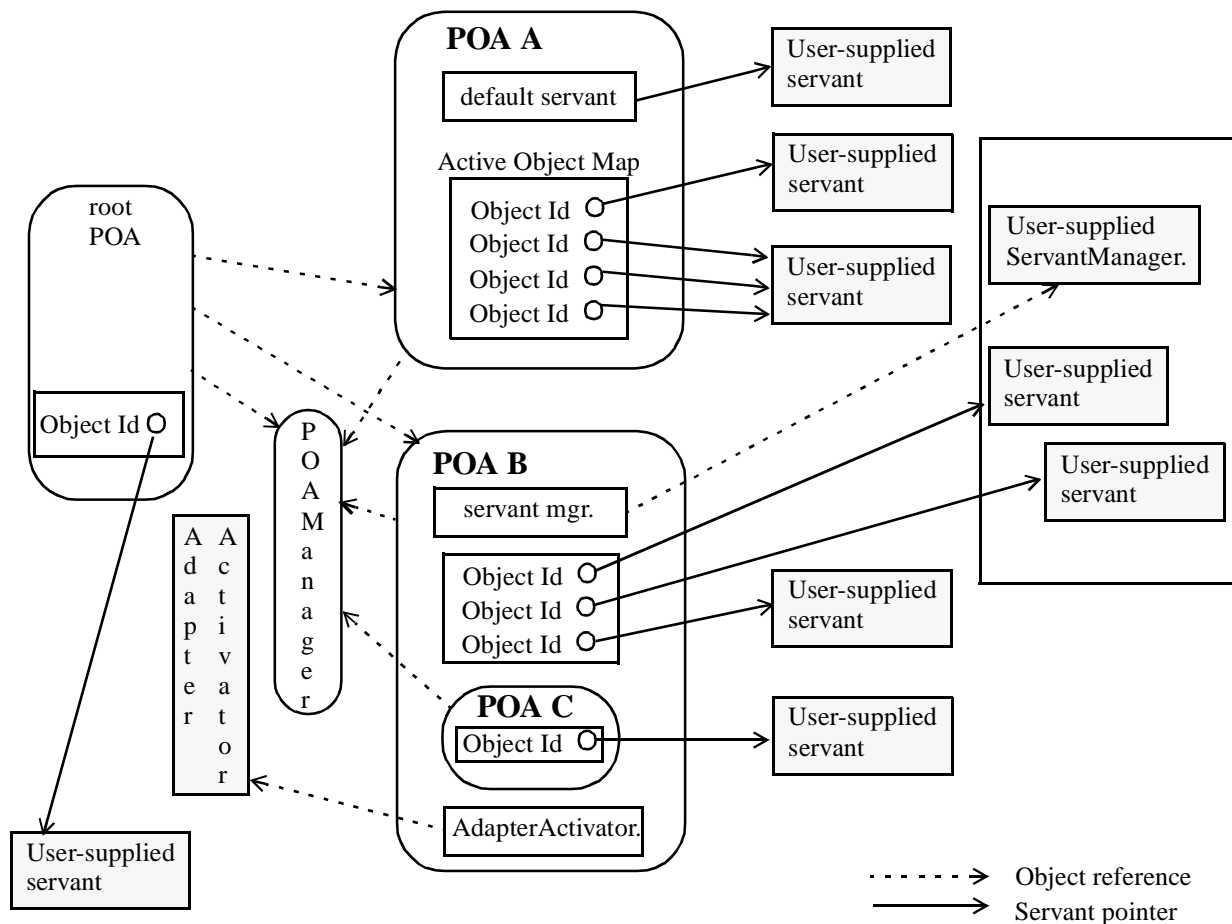 POA A
default servant
Active Object Map
Object Id
Object Id
Object Id
Object Id
User-supplied
servant
User-supplied
servant
User-supplied
servant
User-supplied
ServantManager.
User-supplied
servant
User-supplied
servant
root
POA
Object Id
POAManager
Adapter
Activator
POA B
servant mgr.
Object Id
Object Id
Object Id
User-supplied
servant
POA C
Object Id
User-supplied
servant
AdapterActivator.
User-supplied
servant
Object reference
Servant pointer